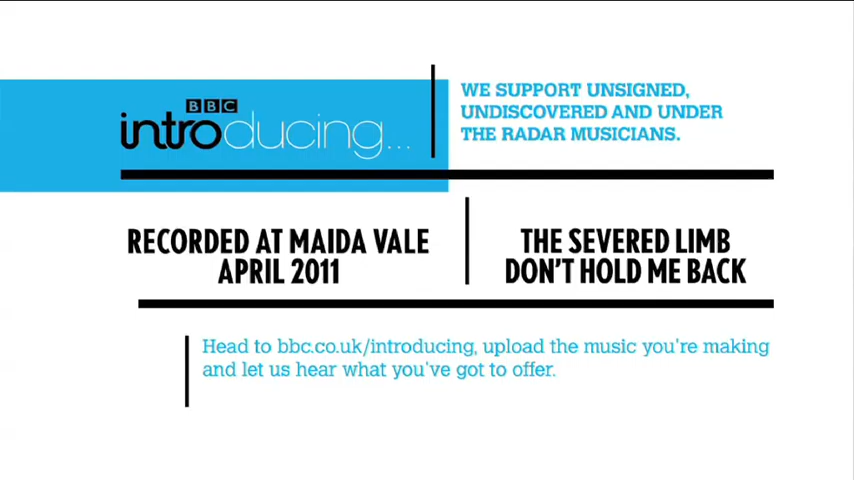 BBC
introducing...
WE SUPPORT UNSIGNED,
UNDISCOVERED AND UNDER
THE RADAR MUSICIANS.
RECORDED AT MAIDA VALE
APRIL 2011
THE SEVERED LIMB
DON'T HOLD ME BACK
Head to bbc.co.uk/introducing, upload the music you're making
and let us hear what you've got to offer.